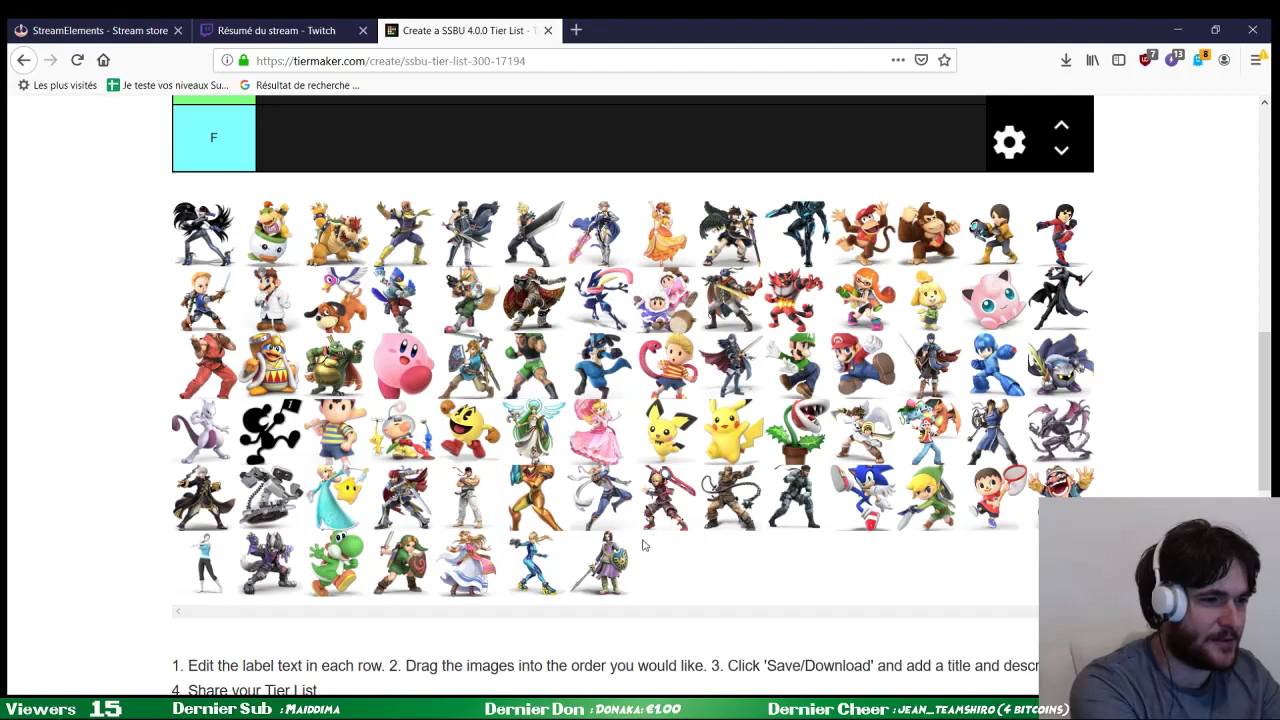 StreamElements - Stream store
Résumé du stream - Twitch
Create a SSBU 4.0.0 Tier List - T
https://tiermaker.com/create/ssbu-tier-list-300-17194
7
13
8
Les plus visités
Je teste vos niveaux Su...
Résultat de recherche ...
F
1. Edit the label text in each row. 2. Drag the images into the order you would like. 3. Click 'Save/Download' and add a title and descr
4. Share your Tier List
Viewers 15
Dernier Sub : Maiddima
Dernier Don : Donaka: €1.00
Dernier Cheer : jean_teamshiro (4 bitcoins)